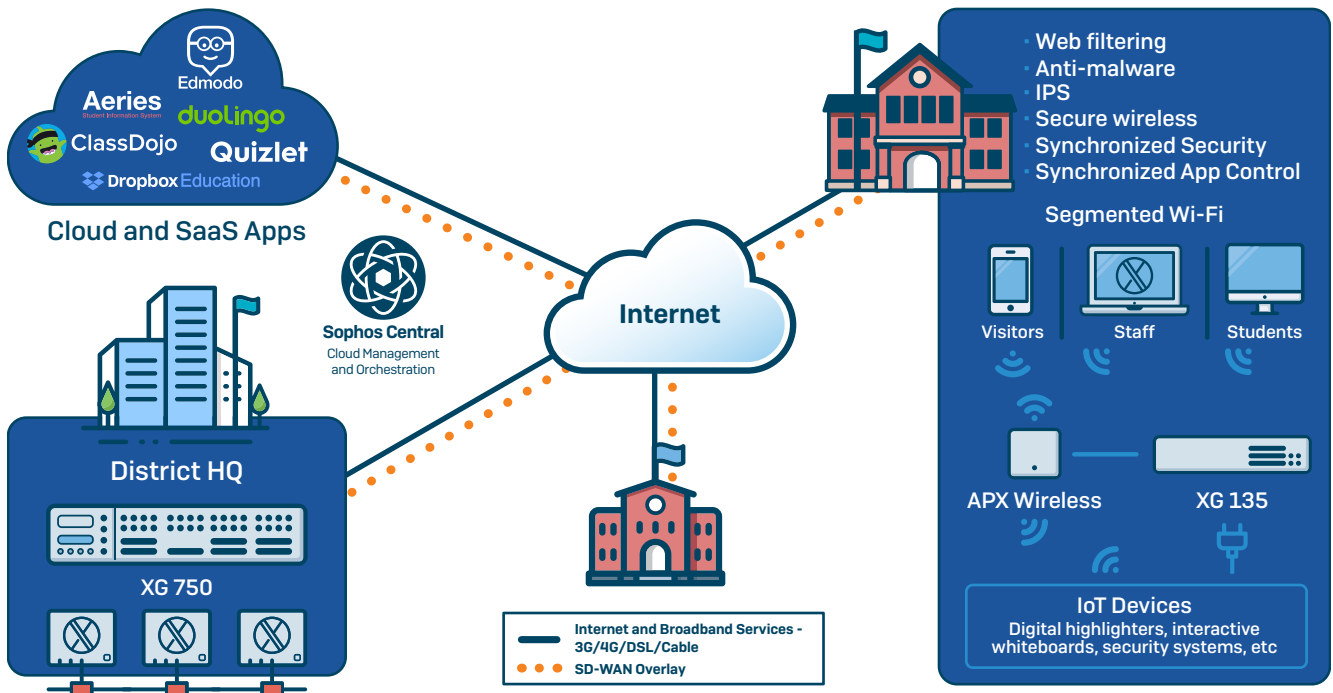 Edmodo
Aeries
Student Information System
duolingo
ClassDojo
Quizlet
Dropbox Education
Cloud and SaaS Apps
Sophos Central
Cloud Management
and Orchestration
Internet
District HQ
XG 750
Internet and Broadband Services -
3G/4G/DSL/Cable
SD-WAN Overlay
· Web filtering
· Anti-malware
· IPS
· Secure wireless
· Synchronized Security
· Synchronized App Control
Segmented Wi-Fi
Visitors
Staff
Students
APX Wireless
XG 135
IoT Devices
Digital highlighters, interactive
whiteboards, security systems, etc